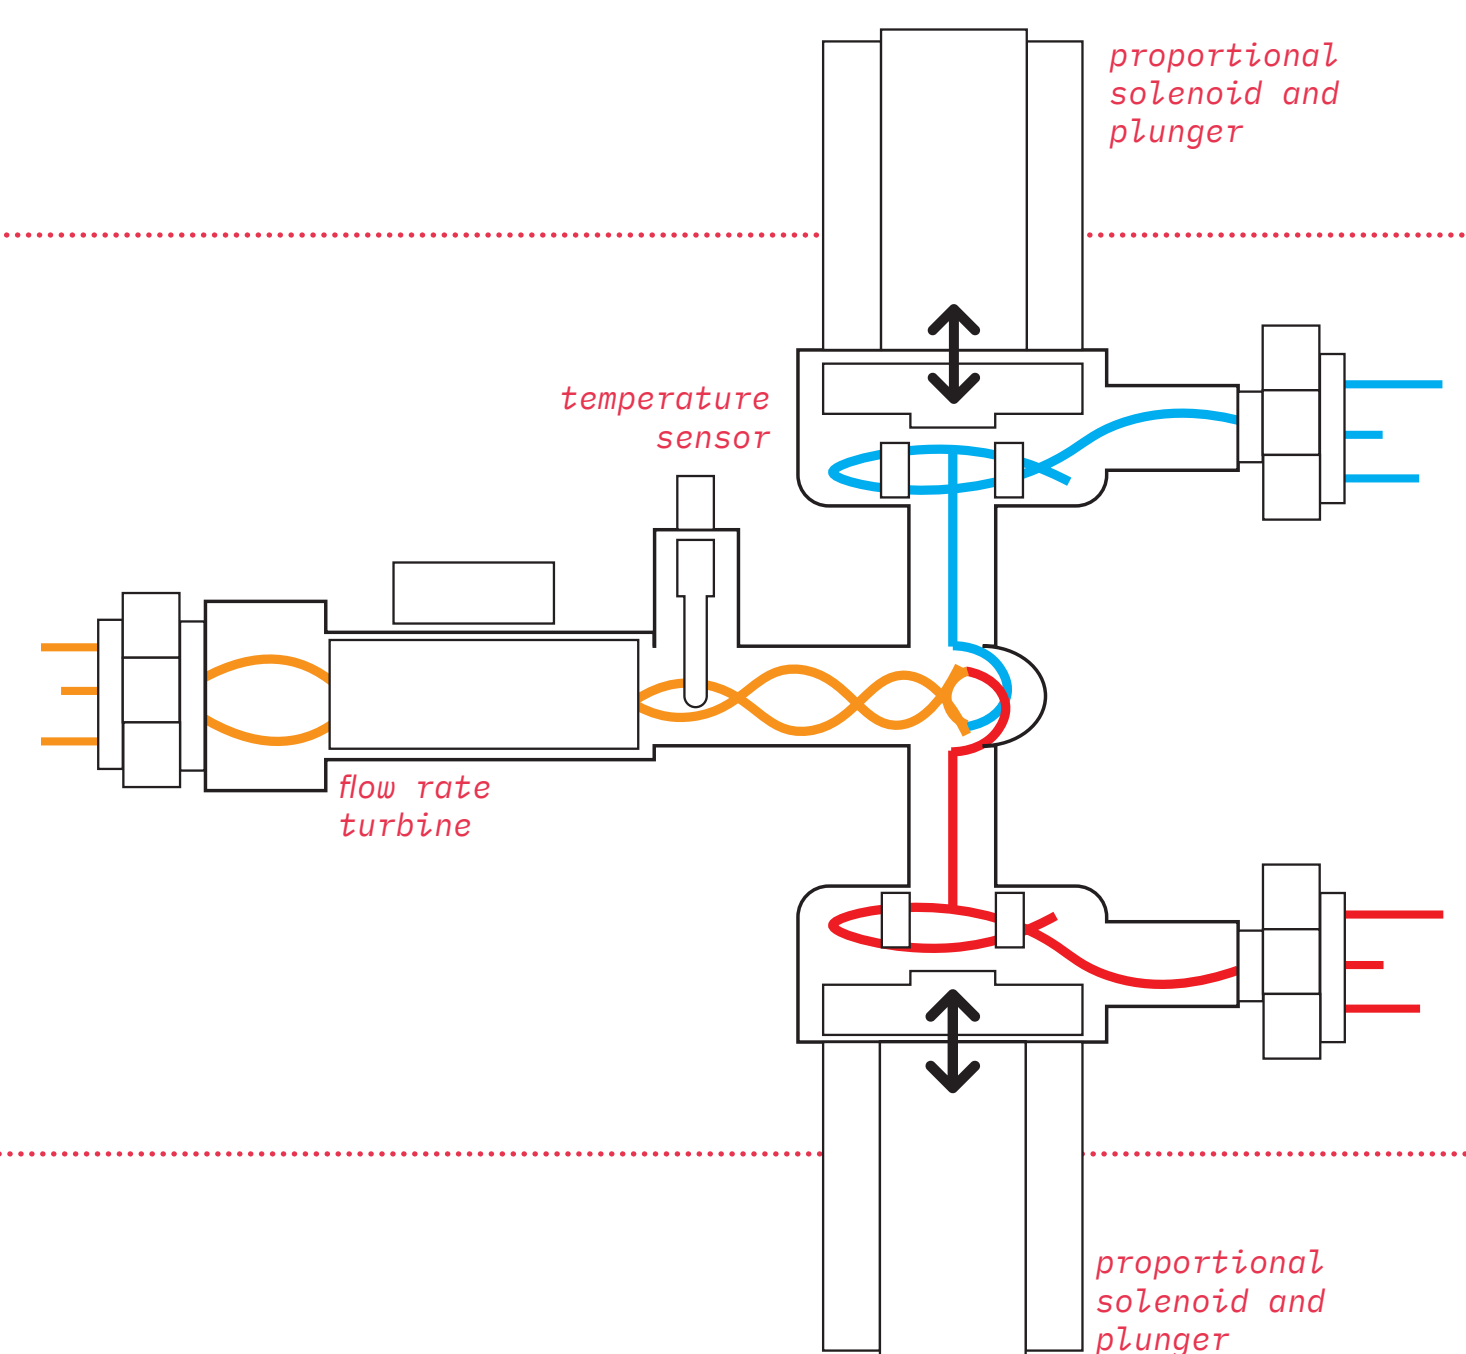 proportional
solenoid and
plunger
temperature
sensor
flow rate
turbine
proportional
solenoid and
plunger